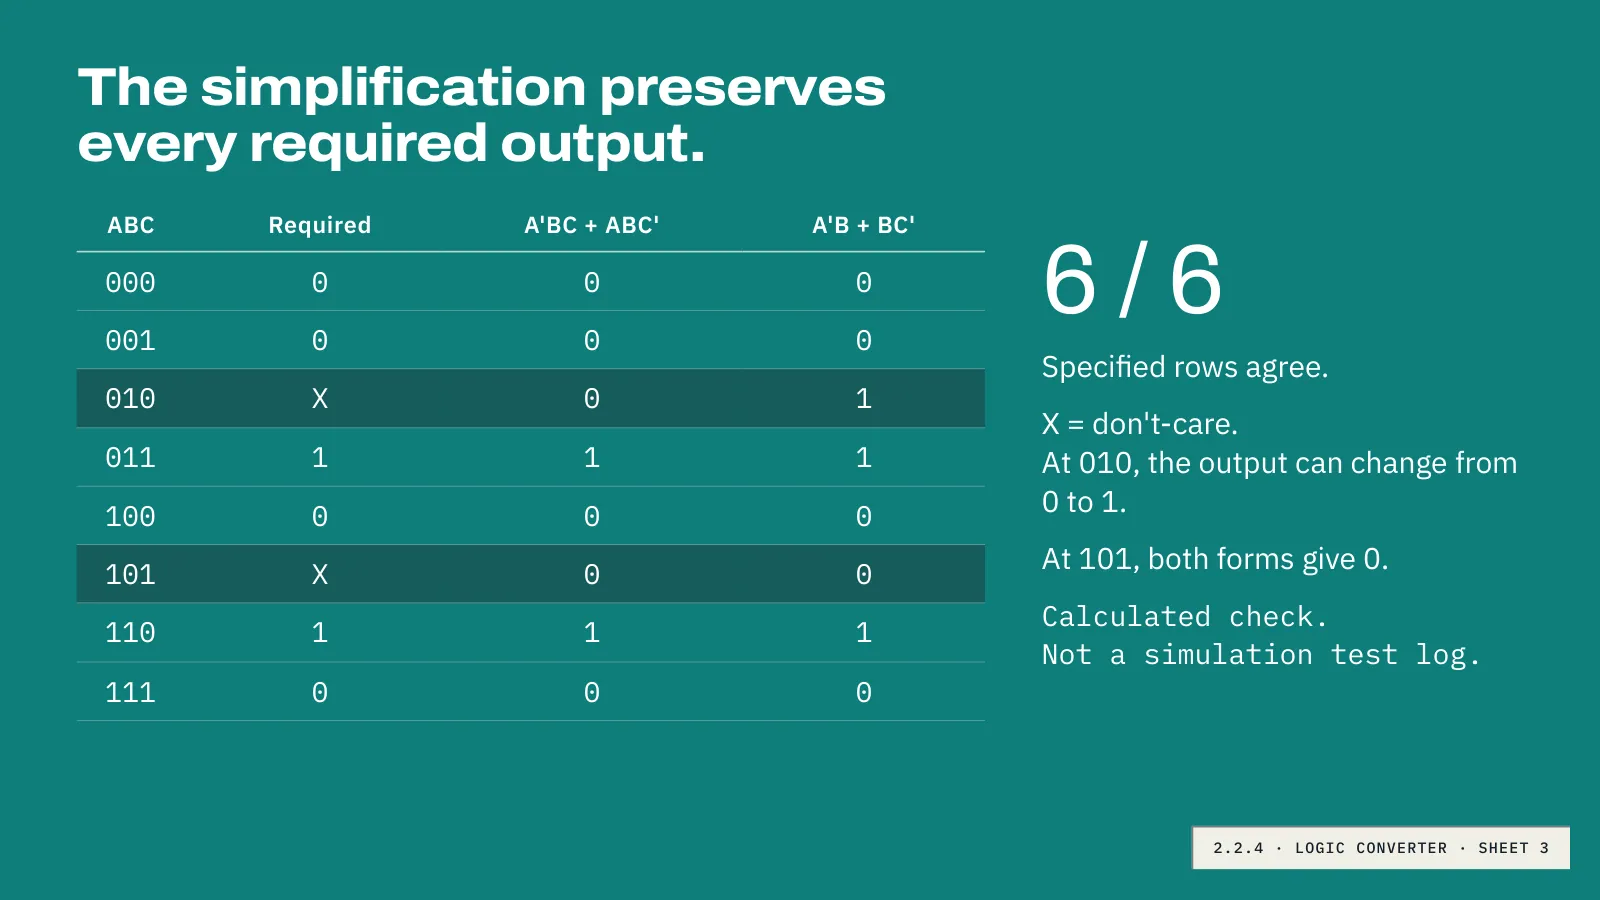 The simplification preserves
every required output.
ABC Required A'BC + ABC' A'B + BC'
000 0 0 0
001 0 0 0
010 X 0 1
011 1 1 1
100 0 0 0
101 X 0 0
110 1 1 1
111 0 0 0
6 / 6
Specified rows agree.
X = don't-care.
At 010, the output can change from
0 to 1.
At 101, both forms give 0.
Calculated check.
Not a simulation test log.
2.2.4 · LOGIC CONVERTER · SHEET 3